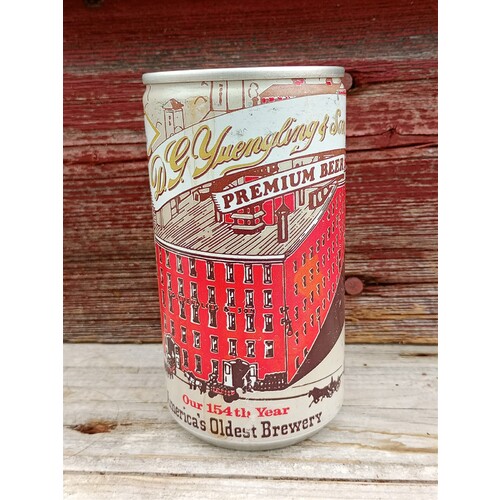 D.G. Yuengling & Son
PREMIUM BEER
Our 154th Year
America's Oldest Brewery